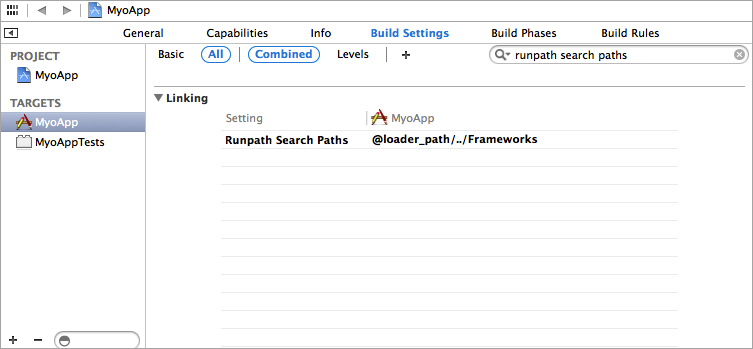 MyoApp
General Capabilities Info Build Settings Build Phases Build Rules
PROJECT
MyoApp
TARGETS
MyoApp
MyoAppTests
Basic All Combined Levels + runpath search paths
Linking
Setting MyoApp
Runpath Search Paths @loader_path/../Frameworks